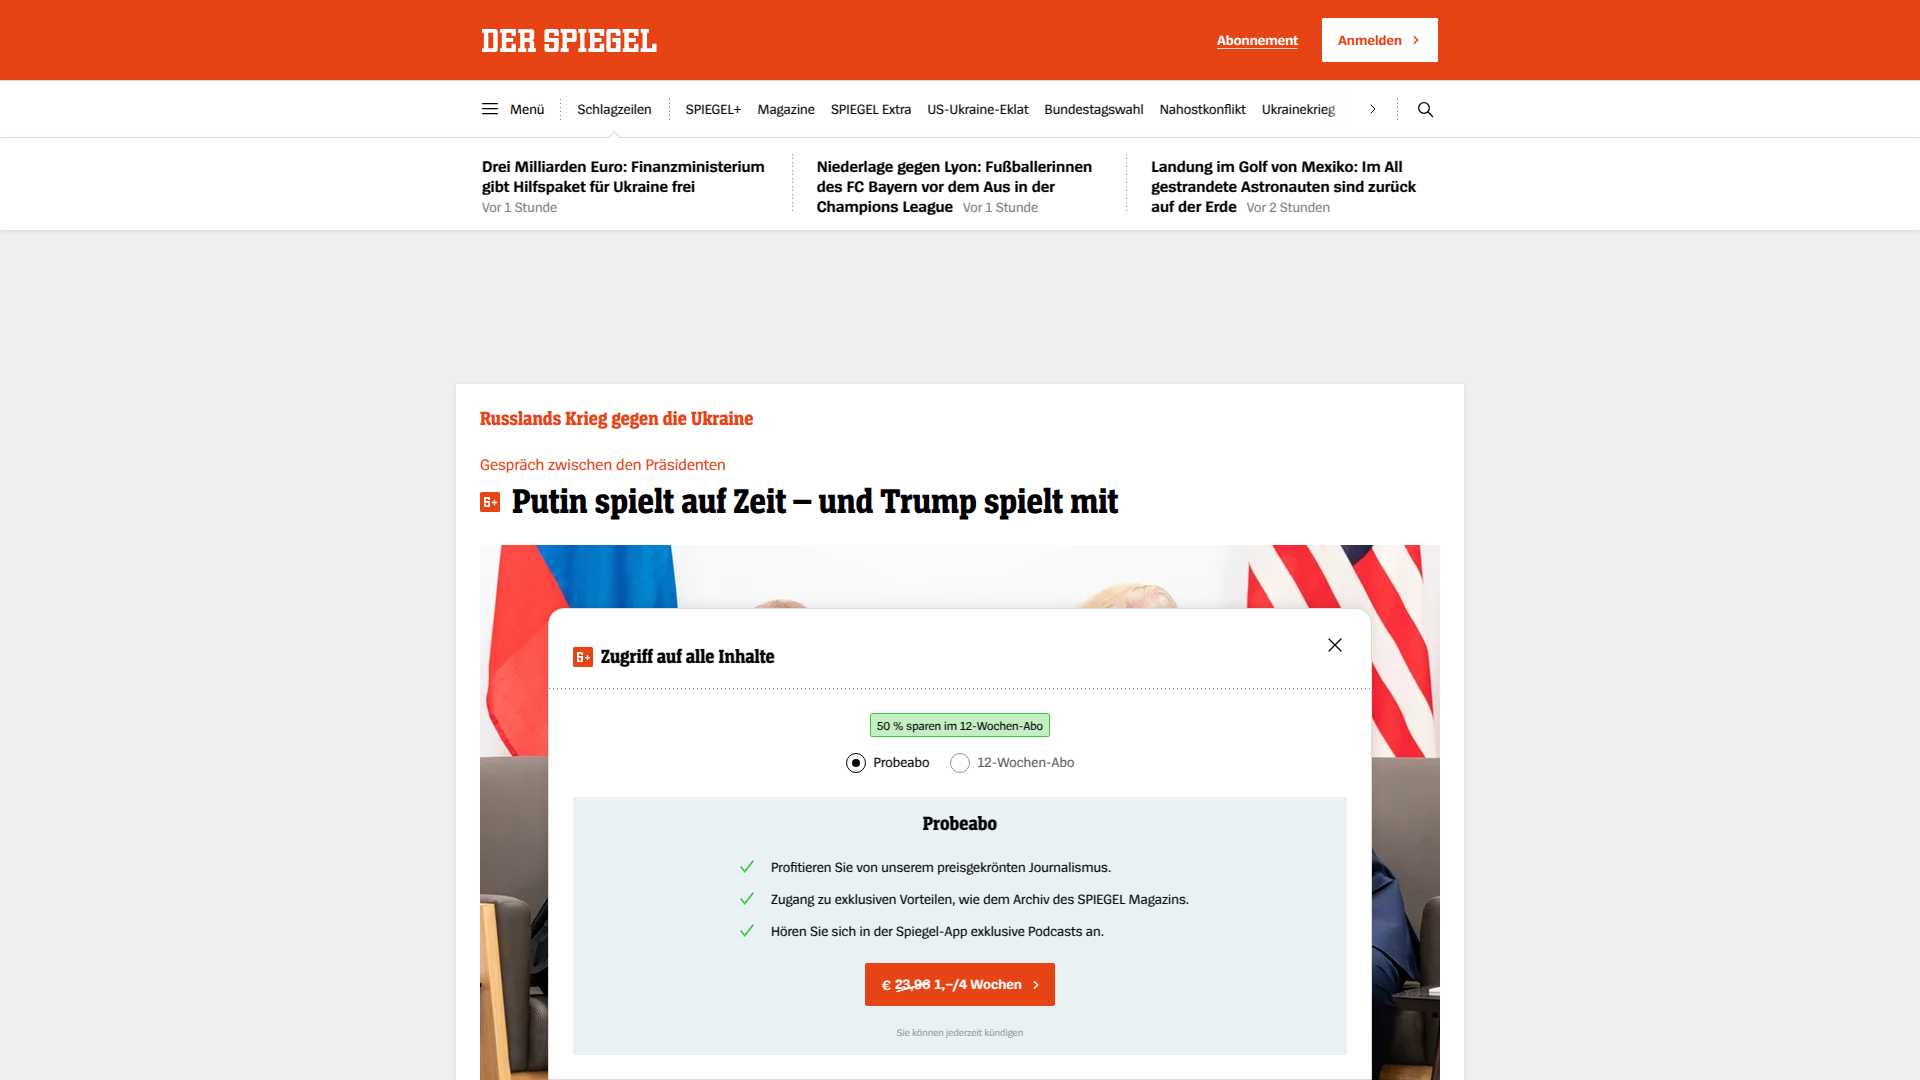 DER SPIEGEL
Abonnement
Anmelden
Menü
Schlagzeilen
SPIEGEL+
Magazine
SPIEGEL Extra
US-Ukraine-Eklat
Bundestagswahl
Nahostkonflikt
Ukrainekrieg
Drei Milliarden Euro: Finanzministerium
gibt Hilfspaket für Ukraine frei
Vor 1 Stunde
Niederlage gegen Lyon: Fußballerinnen
des FC Bayern vor dem Aus in der
Champions League Vor 1 Stunde
Landung im Golf von Mexiko: Im All
gestrandete Astronauten sind zurück
auf der Erde Vor 2 Stunden
Russlands Krieg gegen die Ukraine
Gespräch zwischen den Präsidenten
S+ Putin spielt auf Zeit – und Trump spielt mit
S+ Zugriff auf alle Inhalte
50 % sparen im 12-Wochen-Abo
Probeabo
12-Wochen-Abo
Probeabo
Profitieren Sie von unserem preisgekrönten Journalismus.
Zugang zu exklusiven Vorteilen, wie dem Archiv des SPIEGEL Magazins.
Hören Sie sich in der Spiegel-App exklusive Podcasts an.
€ 23,96 1,–/4 Wochen
Sie können jederzeit kündigen